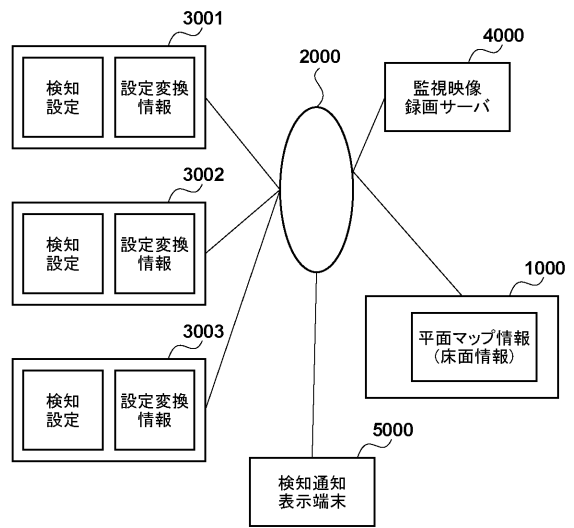 3001
検知
設定
設定変換
情報
3002
検知
設定
設定変換
情報
3003
検知
設定
設定変換
情報
2000
4000
監視映像
録画サーバ
1000
平面マップ情報
(床面情報)
5000
検知通知
表示端末